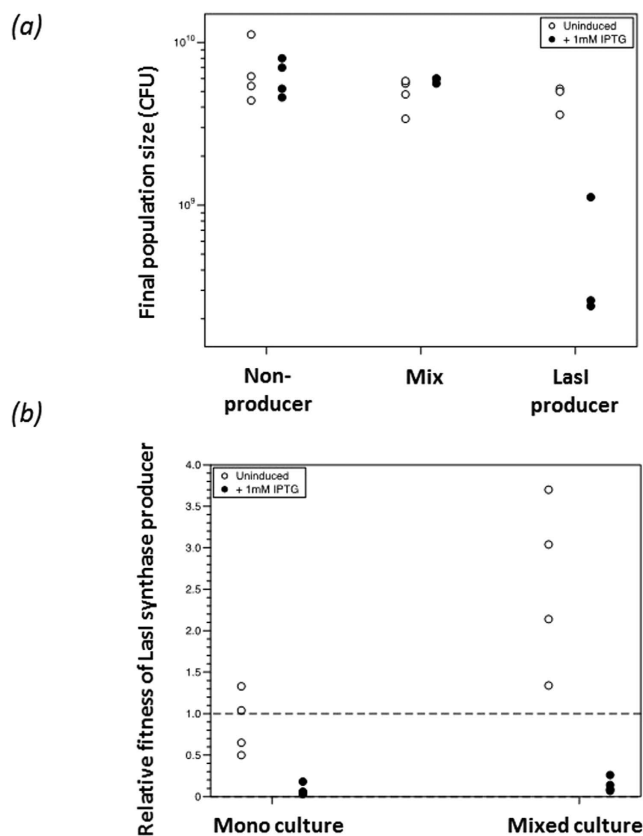 (a)
Uninduced
+ 1mM IPTG
10¹⁰
10⁹
Final population size (CFU)
Non-
producer
Mix
LasI
producer
(b)
Uninduced
+ 1mM IPTG
4.0
3.5
3.0
2.5
2.0
1.5
1.0
0.5
0
Relative fitness of LasI synthase producer
Mono culture
Mixed culture